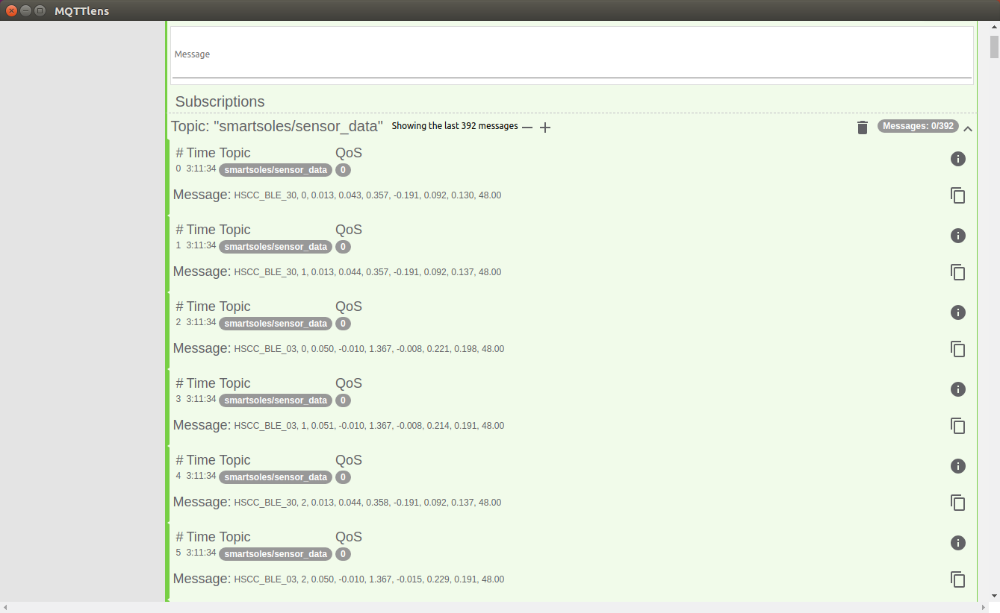 MQTTlens
Message
Subscriptions
Topic: "smartsoles/sensor_data" Showing the last 392 messages — + Messages: 0/392
# Time Topic QoS
0 3:11:34 smartsoles/sensor_data 0
Message: HSCC_BLE_30, 0, 0.013, 0.043, 0.357, -0.191, 0.092, 0.130, 48.00
# Time Topic QoS
1 3:11:34 smartsoles/sensor_data 0
Message: HSCC_BLE_30, 1, 0.013, 0.044, 0.357, -0.191, 0.092, 0.137, 48.00
# Time Topic QoS
2 3:11:34 smartsoles/sensor_data 0
Message: HSCC_BLE_03, 0, 0.050, -0.010, 1.367, -0.008, 0.221, 0.198, 48.00
# Time Topic QoS
3 3:11:34 smartsoles/sensor_data 0
Message: HSCC_BLE_03, 1, 0.051, -0.010, 1.367, -0.008, 0.214, 0.191, 48.00
# Time Topic QoS
4 3:11:34 smartsoles/sensor_data 0
Message: HSCC_BLE_30, 2, 0.013, 0.044, 0.358, -0.191, 0.092, 0.137, 48.00
# Time Topic QoS
5 3:11:34 smartsoles/sensor_data 0
Message: HSCC_BLE_03, 2, 0.050, -0.010, 1.367, -0.015, 0.229, 0.191, 48.00